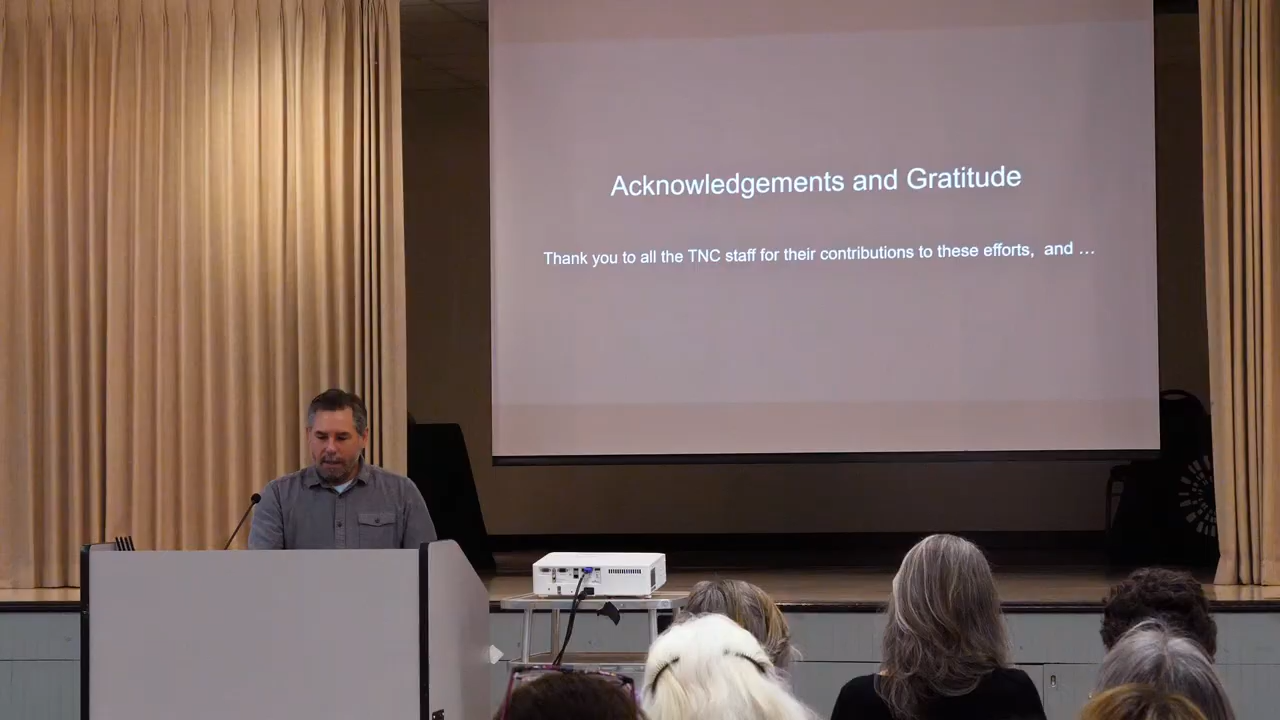 Acknowledgements and Gratitude
Thank you to all the TNC staff for their contributions to these efforts, and …